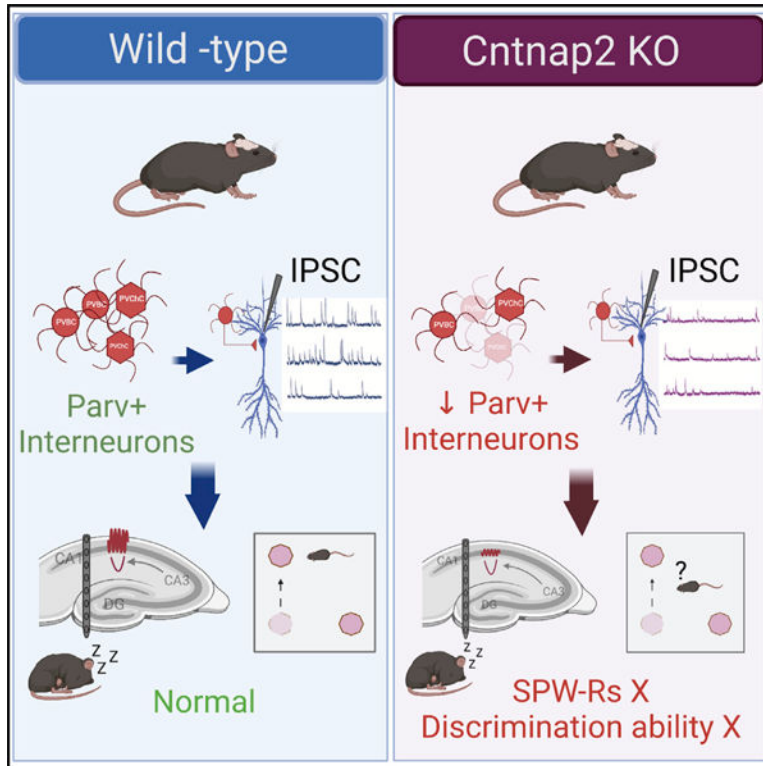 Wild -type
IPSC
PVBC
PVChC
PVBC
PVChC
Parv+
Interneurons
CA1
CA3
DG
z z
z
Normal
Cntnap2 KO
IPSC
PVChC
PVBC
↓ Parv+
Interneurons
CA1
CA3
DG
?
z z
z
SPW-Rs X
Discrimination ability X